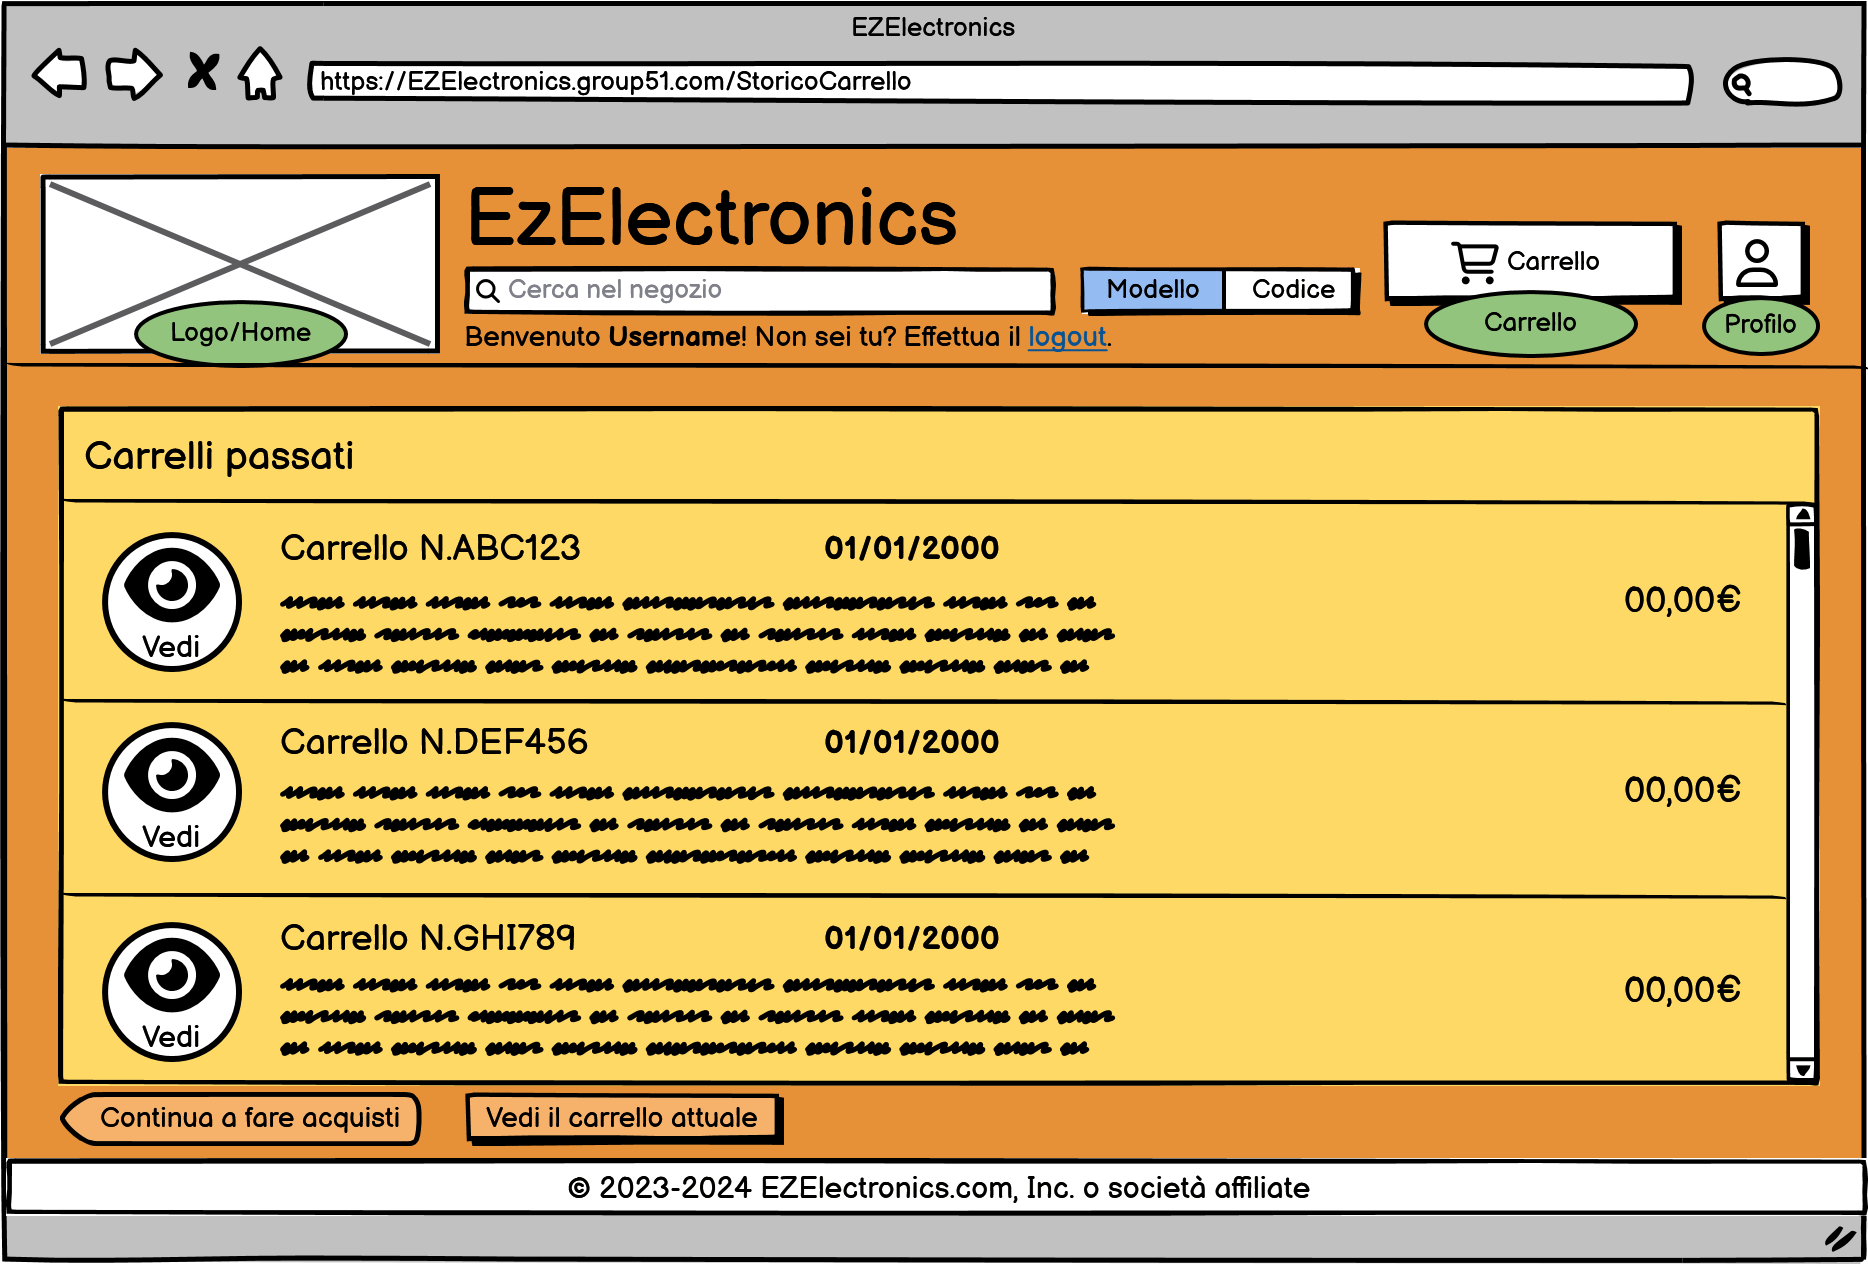 EZElectronics
https://EZElectronics.group51.com/StoricoCarrello
EzElectronics
Cerca nel negozio
Modello
Codice
Carrello
Benvenuto Username! Non sei tu? Effettua il logout.
Logo/Home
Carrello
Profilo
Carrelli passati
Carrello N.ABC123
01/01/2000
00,00€
Vedi
Carrello N.DEF456
01/01/2000
00,00€
Vedi
Carrello N.GHI789
01/01/2000
00,00€
Vedi
Continua a fare acquisti
Vedi il carrello attuale
© 2023-2024 EZElectronics.com, Inc. o società affiliate